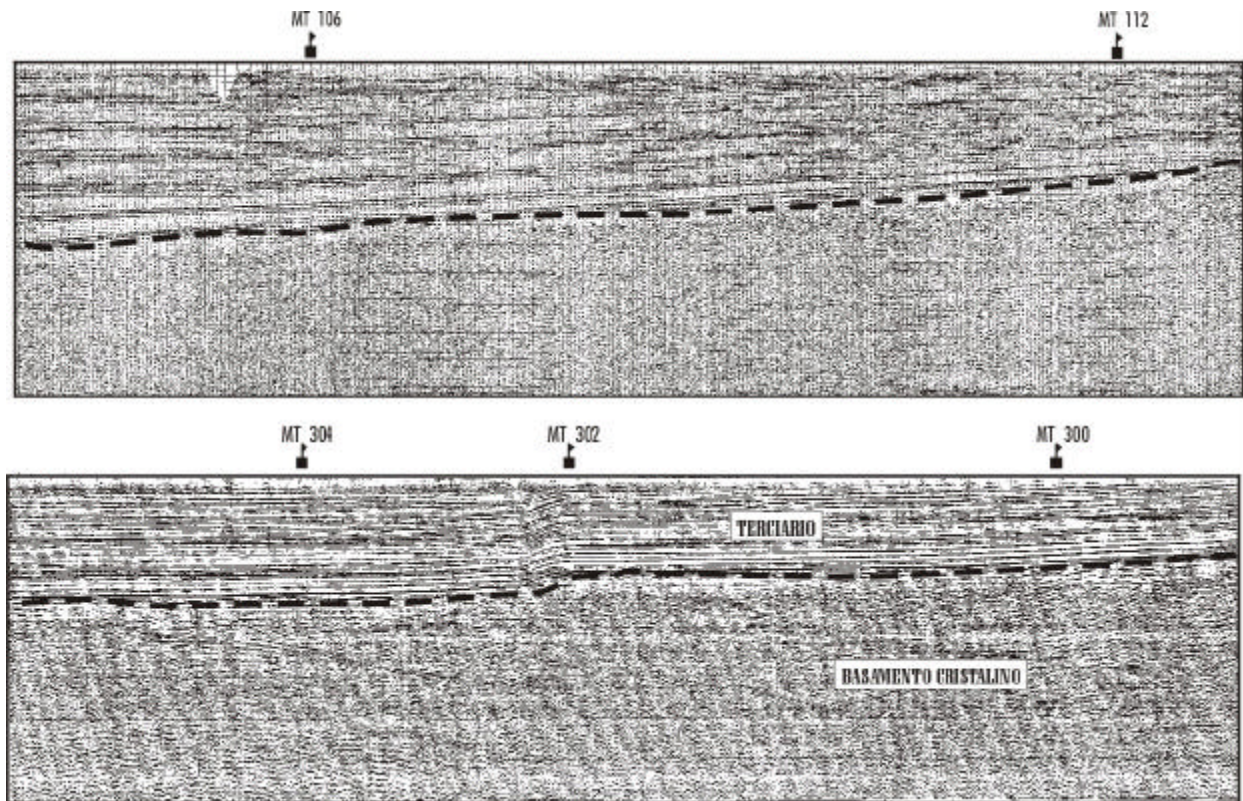 MT 106
MT 112
MT 304
MT 302
MT 300
TERCIARIO
BASAMENTO CRISTALINO